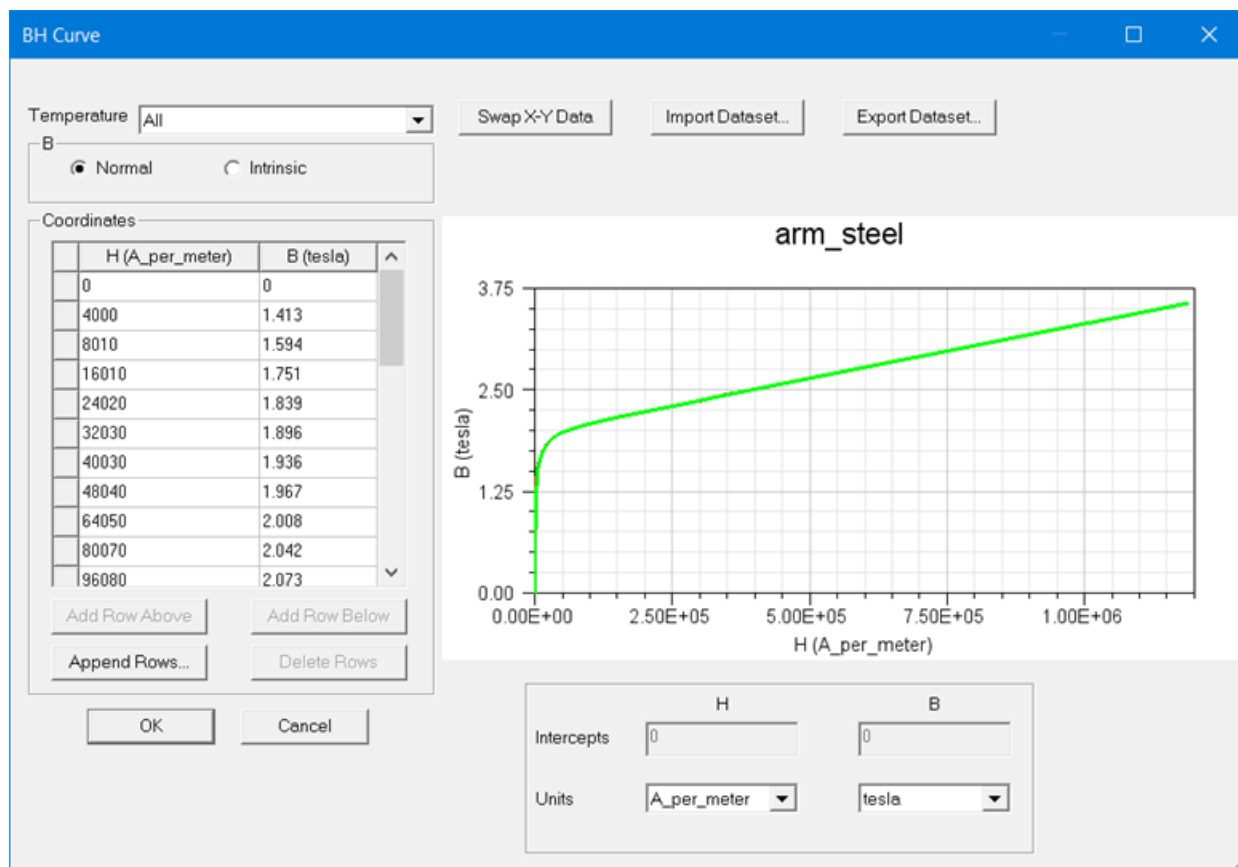 BH Curve
Temperature All
Swap X-Y Data Import Dataset... Export Dataset...
B
Normal Intrinsic
Coordinates
H (A_per_meter) B (tesla)
0 0
4000 1.413
8010 1.594
16010 1.751
24020 1.839
32030 1.896
40030 1.936
48040 1.967
64050 2.008
80070 2.042
96080 2.073
Add Row Above Add Row Below
Append Rows... Delete Rows
OK Cancel
arm_steel
3.75
2.50
1.25
0.00
B (tesla)
0.00E+00 2.50E+05 5.00E+05 7.50E+05 1.00E+06
H (A_per_meter)
H B
Intercepts 0 0
Units A_per_meter tesla